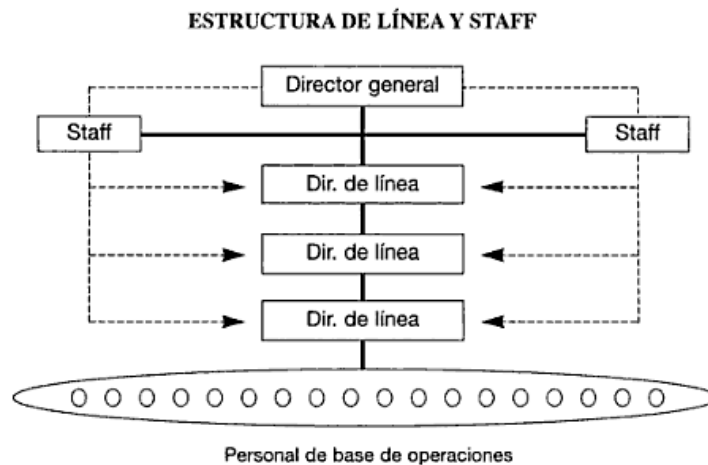 ESTRUCTURA DE LÍNEA Y STAFF
Director general
Staff
Staff
Dir. de línea
Dir. de línea
Dir. de línea
Personal de base de operaciones